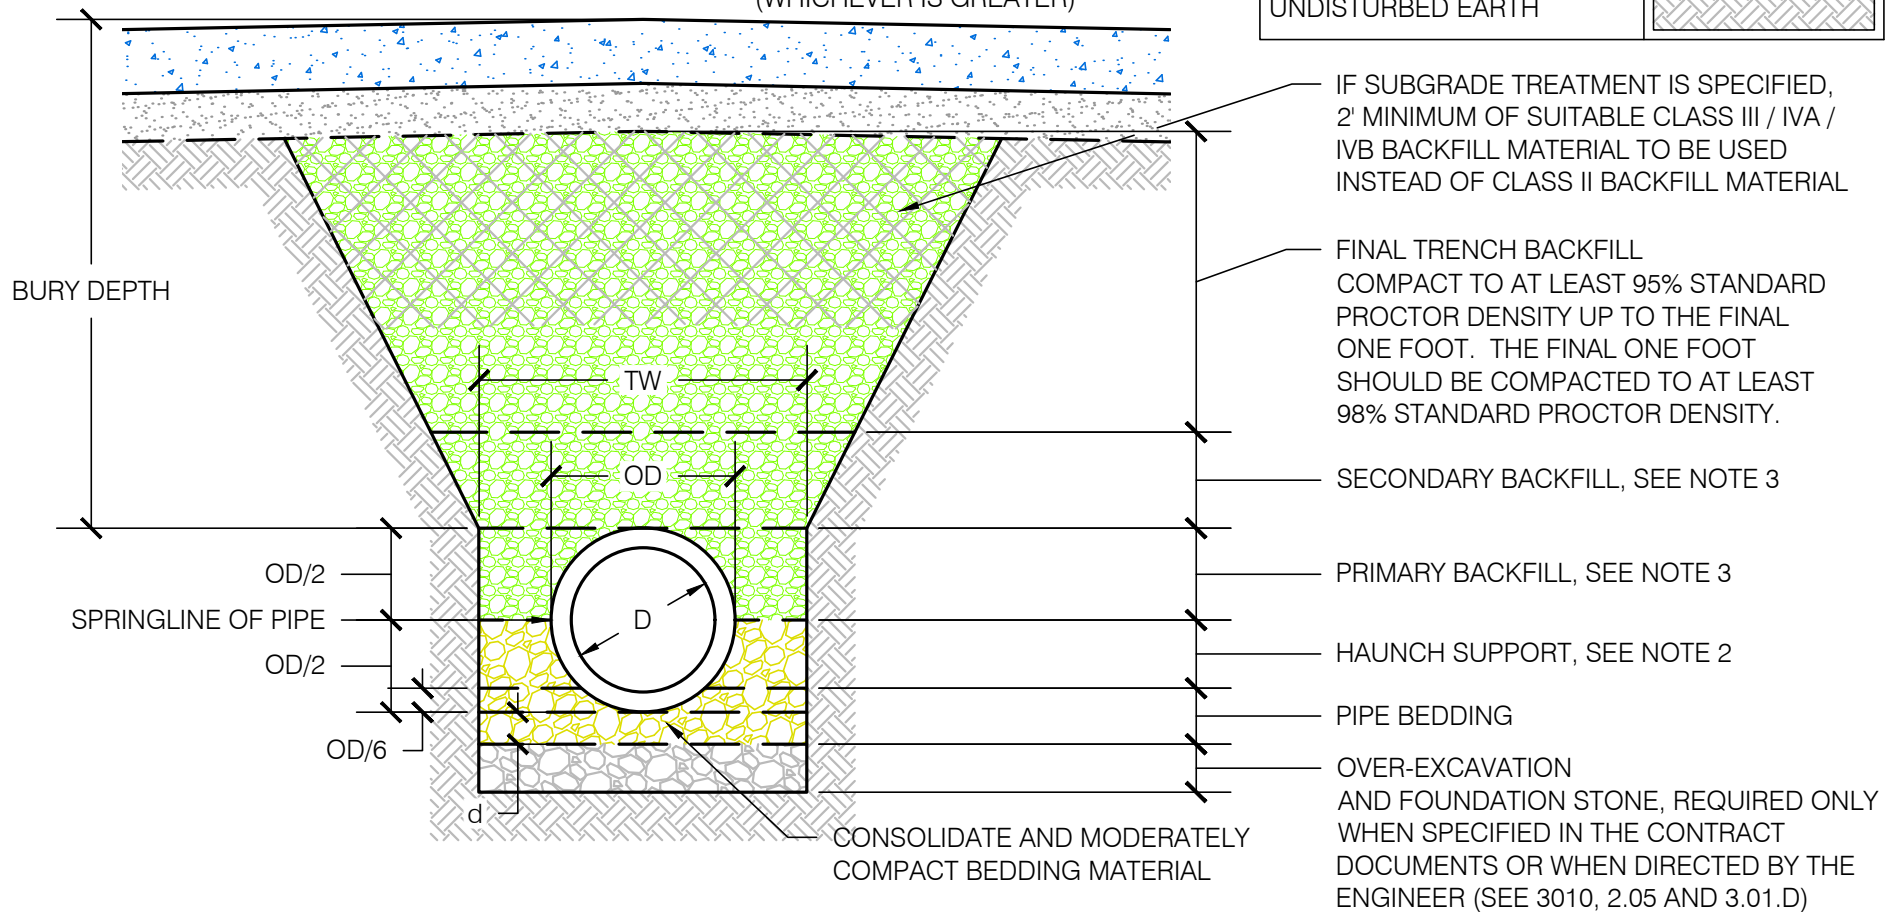 (WHICHEVER IS GREATER)
UNDISTURBED EARTH
IF SUBGRADE TREATMENT IS SPECIFIED,
2' MINIMUM OF SUITABLE CLASS III / IVA /
IVB BACKFILL MATERIAL TO BE USED
INSTEAD OF CLASS II BACKFILL MATERIAL
FINAL TRENCH BACKFILL
COMPACT TO AT LEAST 95% STANDARD
PROCTOR DENSITY UP TO THE FINAL
ONE FOOT. THE FINAL ONE FOOT
SHOULD BE COMPACTED TO AT LEAST
98% STANDARD PROCTOR DENSITY.
BURY DEPTH
TW
OD
SECONDARY BACKFILL, SEE NOTE 3
OD/2
PRIMARY BACKFILL, SEE NOTE 3
SPRINGLINE OF PIPE
D
OD/2
HAUNCH SUPPORT, SEE NOTE 2
PIPE BEDDING
OD/6
d
OVER-EXCAVATION
AND FOUNDATION STONE, REQUIRED ONLY
WHEN SPECIFIED IN THE CONTRACT
DOCUMENTS OR WHEN DIRECTED BY THE
ENGINEER (SEE 3010, 2.05 AND 3.01.D)
CONSOLIDATE AND MODERATELY
COMPACT BEDDING MATERIAL